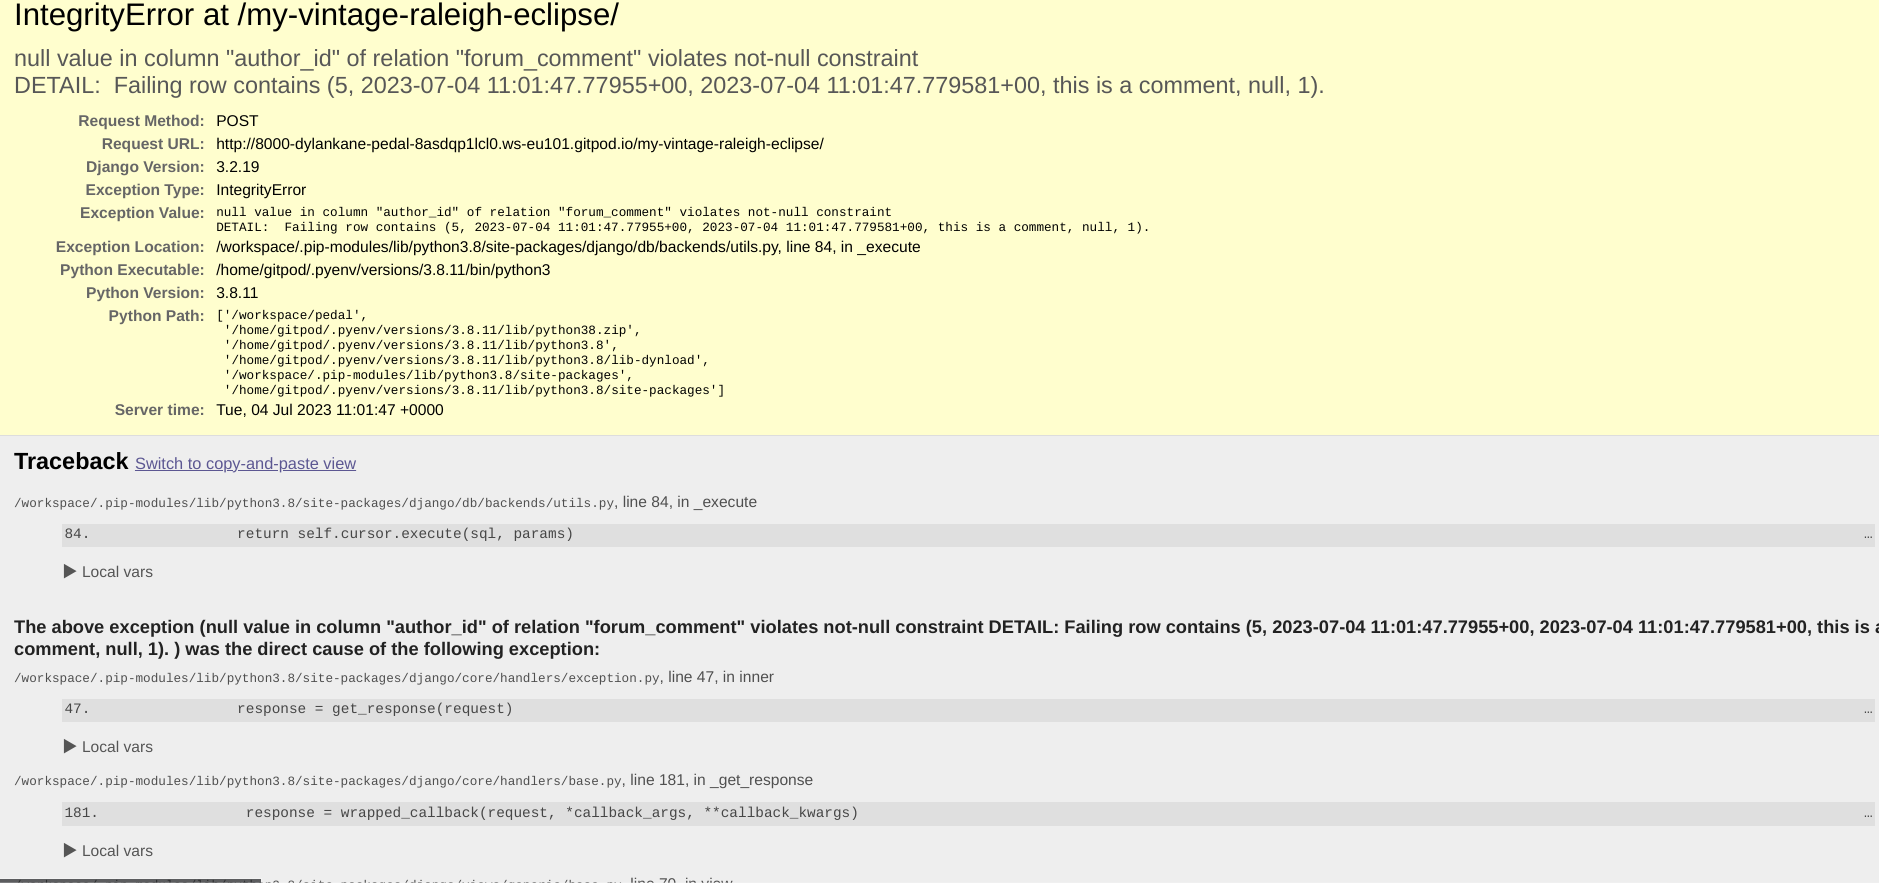 IntegrityError at /my-vintage-raleigh-eclipse/
null value in column "author_id" of relation "forum_comment" violates not-null constraint
DETAIL:  Failing row contains (5, 2023-07-04 11:01:47.77955+00, 2023-07-04 11:01:47.779581+00, this is a comment, null, 1).
Request Method: POST
Request URL: http://8000-dylankane-pedal-8asdqp1lcl0.ws-eu101.gitpod.io/my-vintage-raleigh-eclipse/
Django Version: 3.2.19
Exception Type: IntegrityError
Exception Value: null value in column "author_id" of relation "forum_comment" violates not-null constraint
DETAIL:  Failing row contains (5, 2023-07-04 11:01:47.77955+00, 2023-07-04 11:01:47.779581+00, this is a comment, null, 1).
Exception Location: /workspace/.pip-modules/lib/python3.8/site-packages/django/db/backends/utils.py, line 84, in _execute
Python Executable: /home/gitpod/.pyenv/versions/3.8.11/bin/python3
Python Version: 3.8.11
Python Path: ['/workspace/pedal',
'/home/gitpod/.pyenv/versions/3.8.11/lib/python38.zip',
'/home/gitpod/.pyenv/versions/3.8.11/lib/python3.8',
'/home/gitpod/.pyenv/versions/3.8.11/lib/python3.8/lib-dynload',
'/workspace/.pip-modules/lib/python3.8/site-packages',
'/home/gitpod/.pyenv/versions/3.8.11/lib/python3.8/site-packages']
Server time: Tue, 04 Jul 2023 11:01:47 +0000
Traceback Switch to copy-and-paste view
/workspace/.pip-modules/lib/python3.8/site-packages/django/db/backends/utils.py, line 84, in _execute
84. return self.cursor.execute(sql, params) …
▶ Local vars
The above exception (null value in column "author_id" of relation "forum_comment" violates not-null constraint DETAIL: Failing row contains (5, 2023-07-04 11:01:47.77955+00, 2023-07-04 11:01:47.779581+00, this is a
comment, null, 1). ) was the direct cause of the following exception:
/workspace/.pip-modules/lib/python3.8/site-packages/django/core/handlers/exception.py, line 47, in inner
47. response = get_response(request) …
▶ Local vars
/workspace/.pip-modules/lib/python3.8/site-packages/django/core/handlers/base.py, line 181, in _get_response
181. response = wrapped_callback(request, *callback_args, **callback_kwargs) …
▶ Local vars